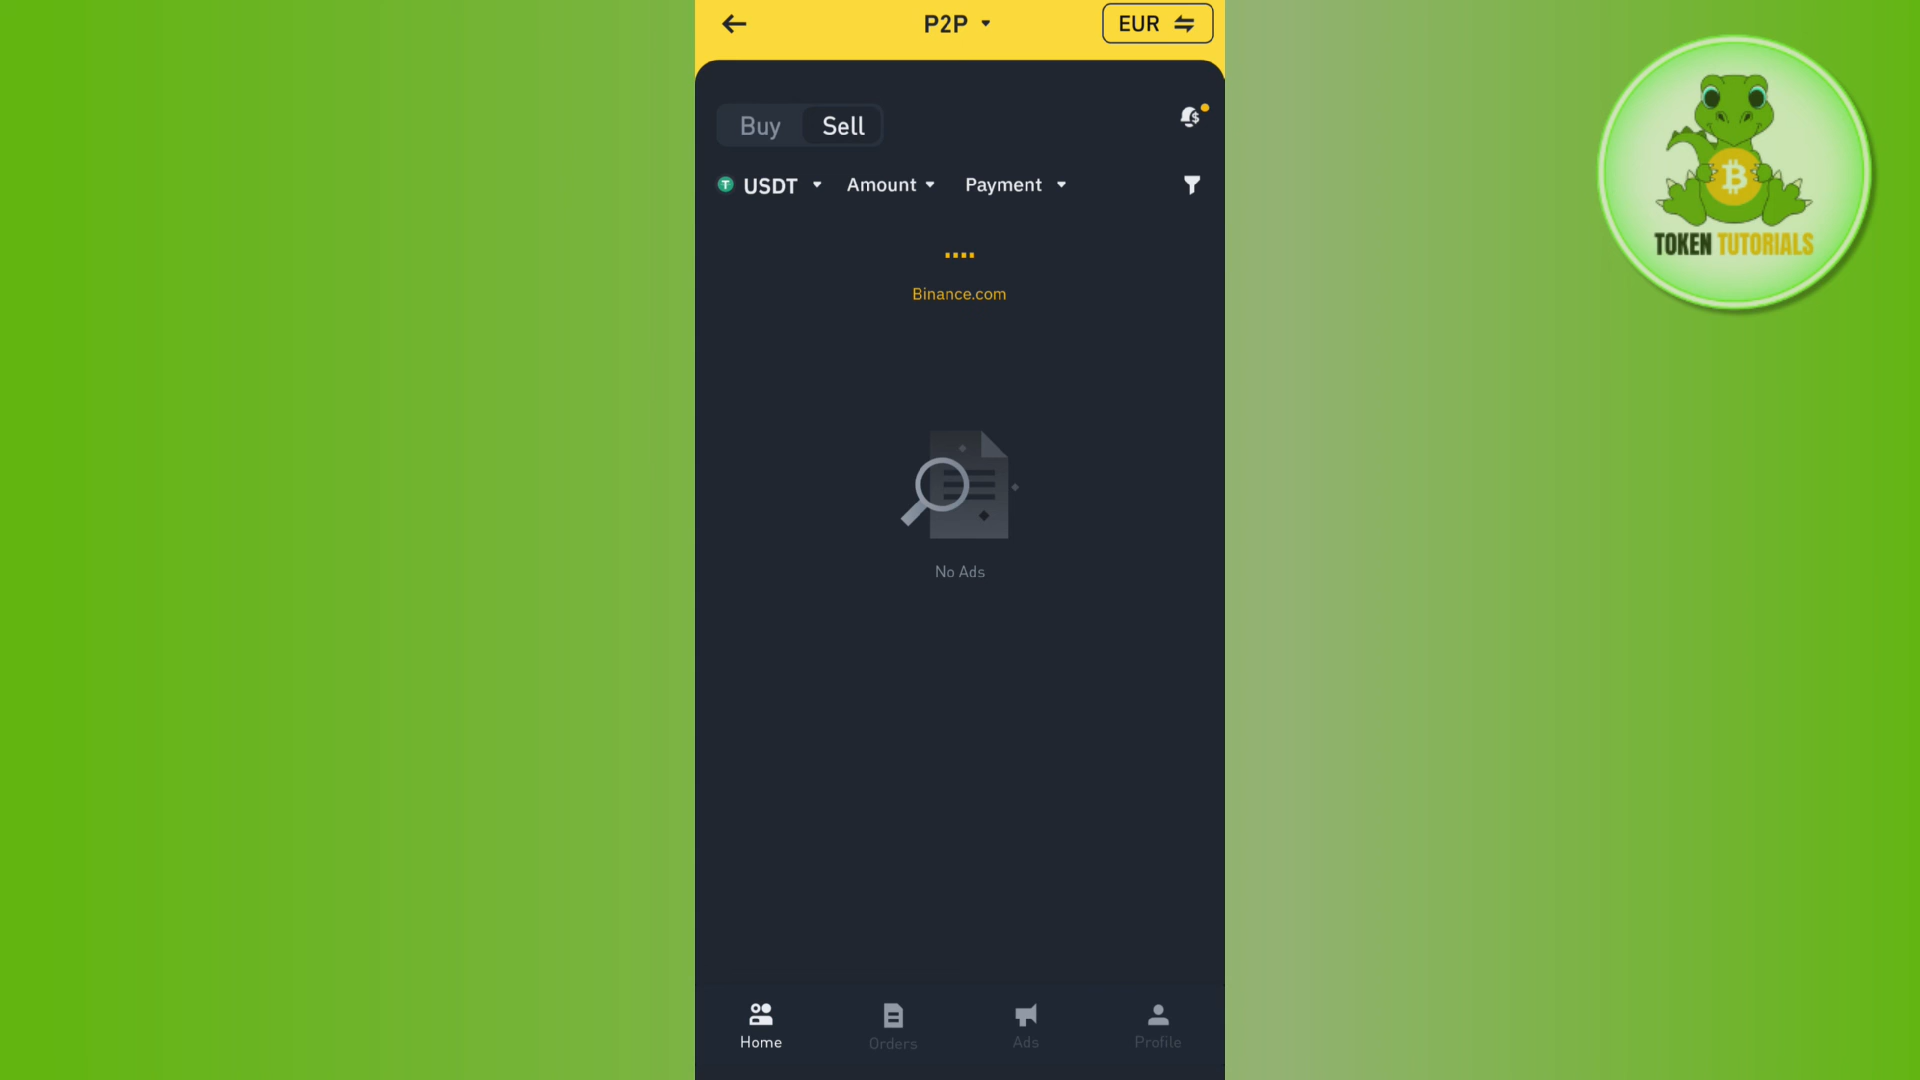 P2P
EUR
Buy Sell
USDT Amount Payment
Binance.com
No Ads
Home Orders Ads Profile
TOKEN TUTORIALS